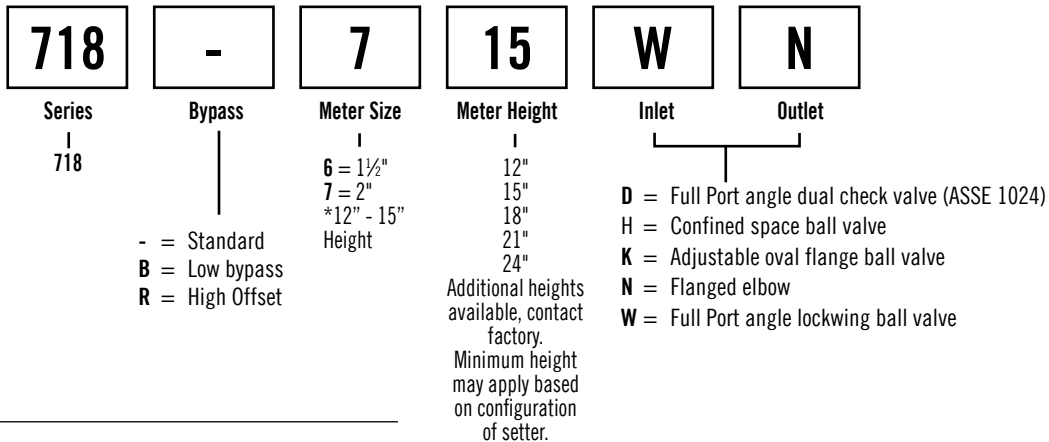 718 - 7 15 W N
Series Bypass Meter Size Meter Height Inlet Outlet
718
- = Standard
B = Low bypass
R = High Offset
6 = 1½"
7 = 2"
*12” - 15”
Height
12"
15"
18"
21"
24"
Additional heights
available, contact
factory.
Minimum height
may apply based
on configuration
of setter.
D = Full Port angle dual check valve (ASSE 1024)
H = Confined space ball valve
K = Adjustable oval flange ball valve
N = Flanged elbow
W = Full Port angle lockwing ball valve